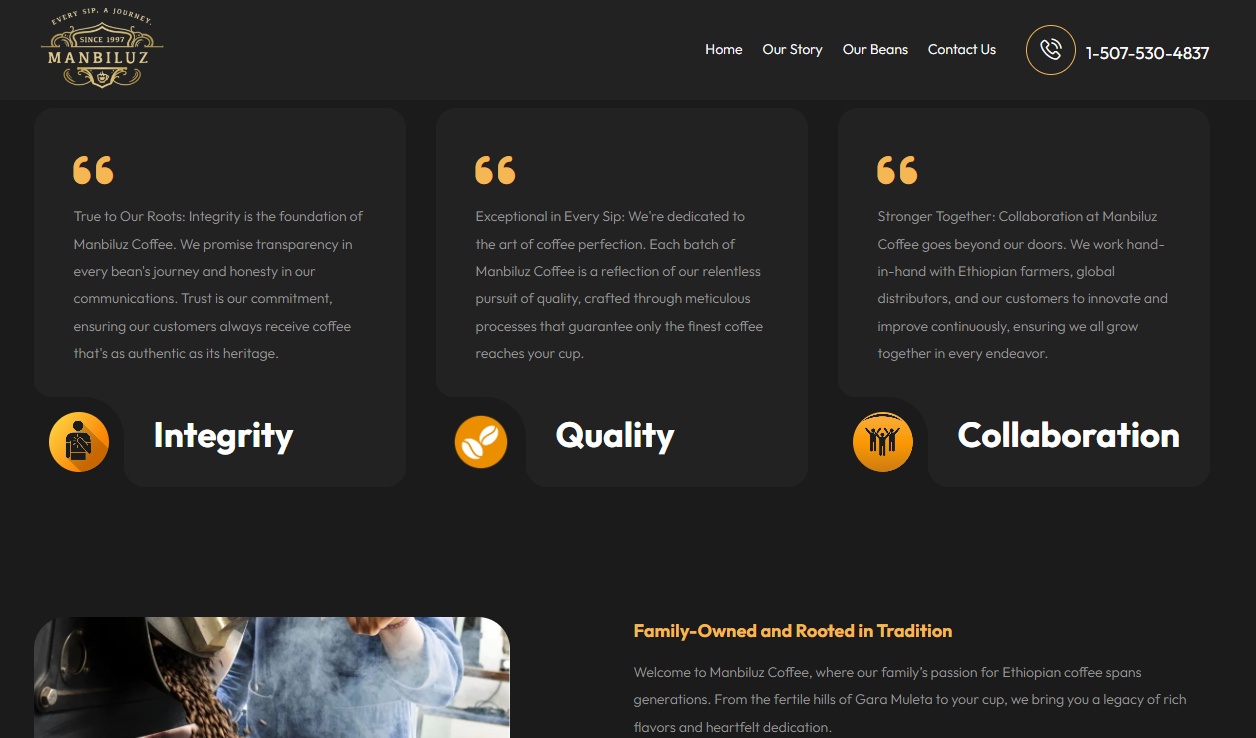 EVERY SIP, A JOURNEY.
SINCE 1997
MANBILUZ
Home Our Story Our Beans Contact Us 1-507-530-4837
True to Our Roots: Integrity is the foundation of
Manbiluz Coffee. We promise transparency in
every bean's journey and honesty in our
communications. Trust is our commitment,
ensuring our customers always receive coffee
that's as authentic as its heritage.
Integrity
Exceptional in Every Sip: We're dedicated to
the art of coffee perfection. Each batch of
Manbiluz Coffee is a reflection of our relentless
pursuit of quality, crafted through meticulous
processes that guarantee only the finest coffee
reaches your cup.
Quality
Stronger Together: Collaboration at Manbiluz
Coffee goes beyond our doors. We work hand-
in-hand with Ethiopian farmers, global
distributors, and our customers to innovate and
improve continuously, ensuring we all grow
together in every endeavor.
Collaboration
Family-Owned and Rooted in Tradition
Welcome to Manbiluz Coffee, where our family's passion for Ethiopian coffee spans
generations. From the fertile hills of Gara Muleta to your cup, we bring you a legacy of rich
flavors and heartfelt dedication.